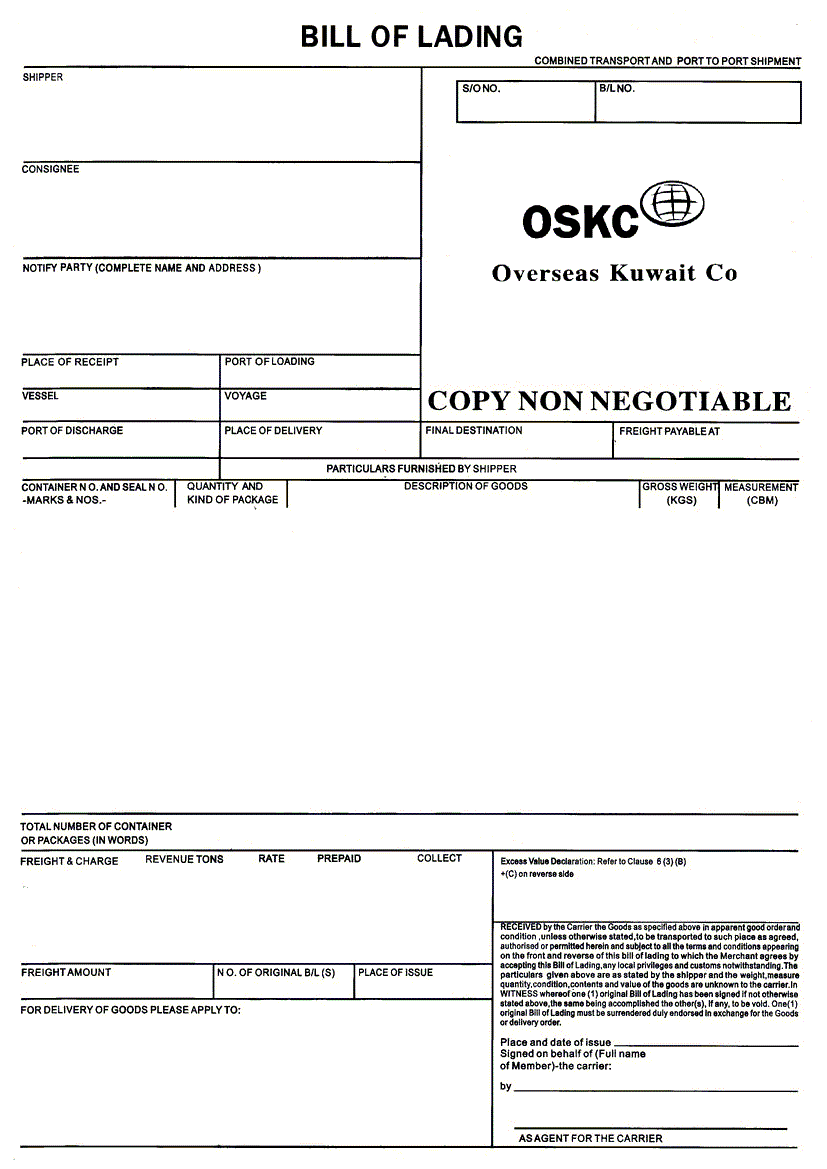 BILL OF LADING
COMBINED TRANSPORT AND PORT TO PORT SHIPMENT
SHIPPER
S/O NO.
B/L NO.
CONSIGNEE
OSKC
Overseas Kuwait Co
NOTIFY PARTY (COMPLETE NAME AND ADDRESS )
PLACE OF RECEIPT
PORT OF LOADING
VESSEL
VOYAGE
COPY NON NEGOTIABLE
PORT OF DISCHARGE
PLACE OF DELIVERY
FINAL DESTINATION
FREIGHT PAYABLE AT
PARTICULARS FURNISHED BY SHIPPER
CONTAINER N O. AND SEAL N O.
-MARKS & NOS.-
QUANTITY AND
KIND OF PACKAGE
DESCRIPTION OF GOODS
GROSS WEIGHT
(KGS)
MEASUREMENT
(CBM)
TOTAL NUMBER OF CONTAINER
OR PACKAGES (IN WORDS)
FREIGHT & CHARGE
REVENUE TONS
RATE
PREPAID
COLLECT
Excess Value Declaration: Refer to Clause 6 (3) (B)
+(C) on reverse side
RECEIVED by the Carrier the Goods as specified above in apparent good order and
condition ,unless otherwise stated,to be transported to such place as agreed,
authorised or permitted herein and subject to all the terms and conditions appearing
on the front and reverse of this bill of lading to which the Merchant agrees by
accepting this Bill of Lading,any local privileges and customs notwithstanding.The
particulars given above are as stated by the shipper and the weight,measure
quantity,condition,contents and value of the goods are unknown to the carrier.In
WITNESS whereof one (1) original Bill of Lading has been signed if not otherwise
stated above,the same being accomplished the other(s), if any, to be void. One(1)
original Bill of Lading must be surrendered duly endorsed in exchange for the Goods
or delivery order.
FREIGHT AMOUNT
N O. OF ORIGINAL B/L (S)
PLACE OF ISSUE
FOR DELIVERY OF GOODS PLEASE APPLY TO:
Place and date of issue
Signed on behalf of (Full name
of Member)-the carrier:
by
AS AGENT FOR THE CARRIER